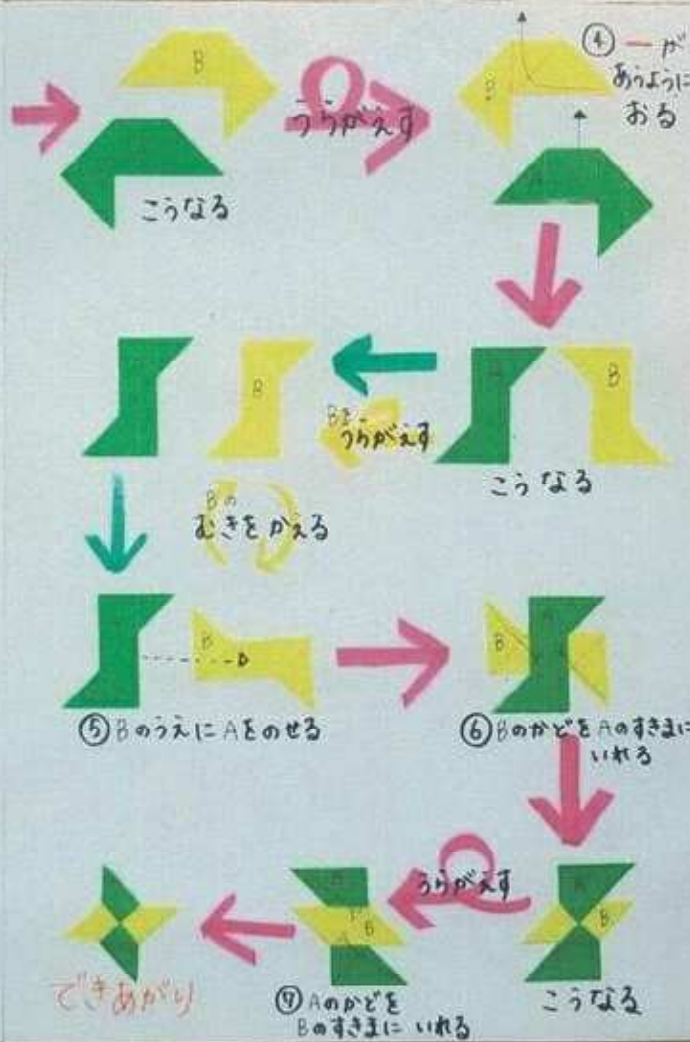 B
うらがえす
④ーが
あうように
おる
B
こうなる
A
B
A
B
Bを
うらがえす
こうなる
Bの
むきをかえる
B
B
⑤BのうえにAをのせる
A
B
⑥BのかどをAのすきまに
いれる
うらがえす
A
B
A
B
できあがり
⑦Aのかどを
Bのすきまにいれる
こうなる